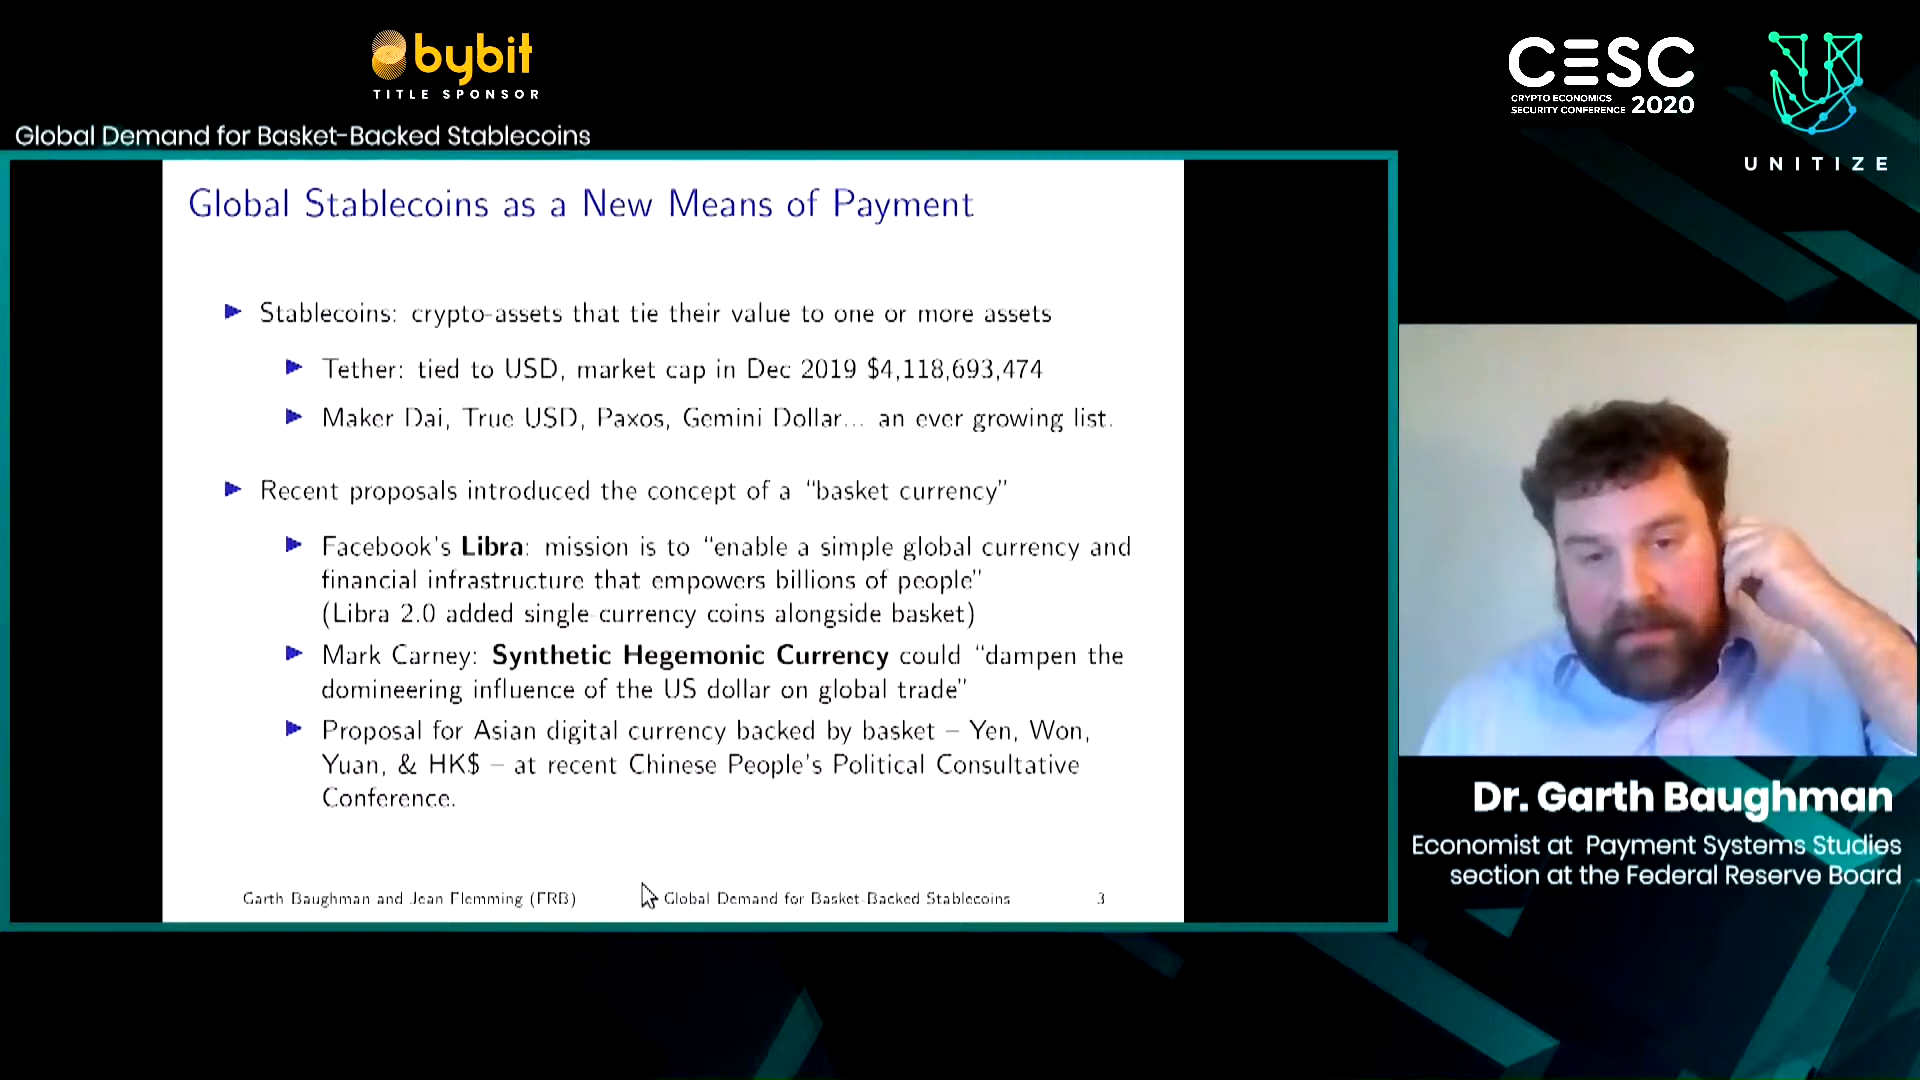 bybit
TITLE SPONSOR
CESC
CRYPTO ECONOMICS
SECURITY CONFERENCE 2020
UNITIZE
Global Demand for Basket-Backed Stablecoins
Global Stablecoins as a New Means of Payment
Stablecoins: crypto-assets that tie their value to one or more assets
Tether: tied to USD, market cap in Dec 2019 $4,118,693,474
Maker Dai, True USD, Paxos, Gemini Dollar... an ever growing list.
Recent proposals introduced the concept of a “basket currency”
Facebook's Libra: mission is to “enable a simple global currency and
financial infrastructure that empowers billions of people”
(Libra 2.0 added single-currency coins alongside basket)
Mark Carney: Synthetic Hegemonic Currency could “dampen the
domineering influence of the US dollar on global trade”
Proposal for Asian digital currency backed by basket – Yen, Won,
Yuan, & HK$ – at recent Chinese People's Political Consultative
Conference.
Garth Baughman and Jean Flemming (FRB)
Global Demand for Basket-Backed Stablecoins
3
Dr. Garth Baughman
Economist at Payment Systems Studies
section at the Federal Reserve Board